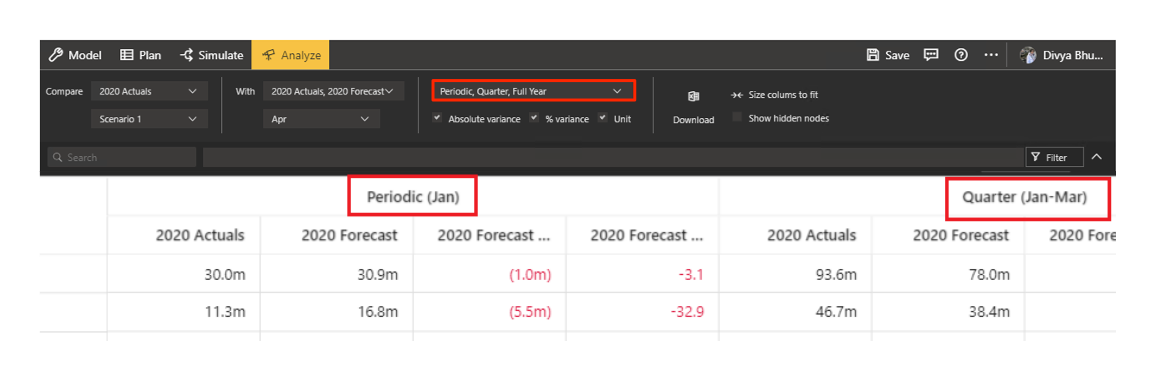 Model Plan Simulate Analyze Save ... Divya Bhu...
Compare 2020 Actuals With 2020 Actuals, 2020 Forecast Periodic, Quarter, Full Year Size colums to fit
Scenario 1 Apr Absolute variance % variance Unit Download Show hidden nodes
Search Filter
Periodic (Jan) Quarter (Jan-Mar)
2020 Actuals 2020 Forecast 2020 Forecast ... 2020 Forecast ... 2020 Actuals 2020 Forecast 2020 Fore
30.0m 30.9m (1.0m) -3.1 93.6m 78.0m
11.3m 16.8m (5.5m) -32.9 46.7m 38.4m